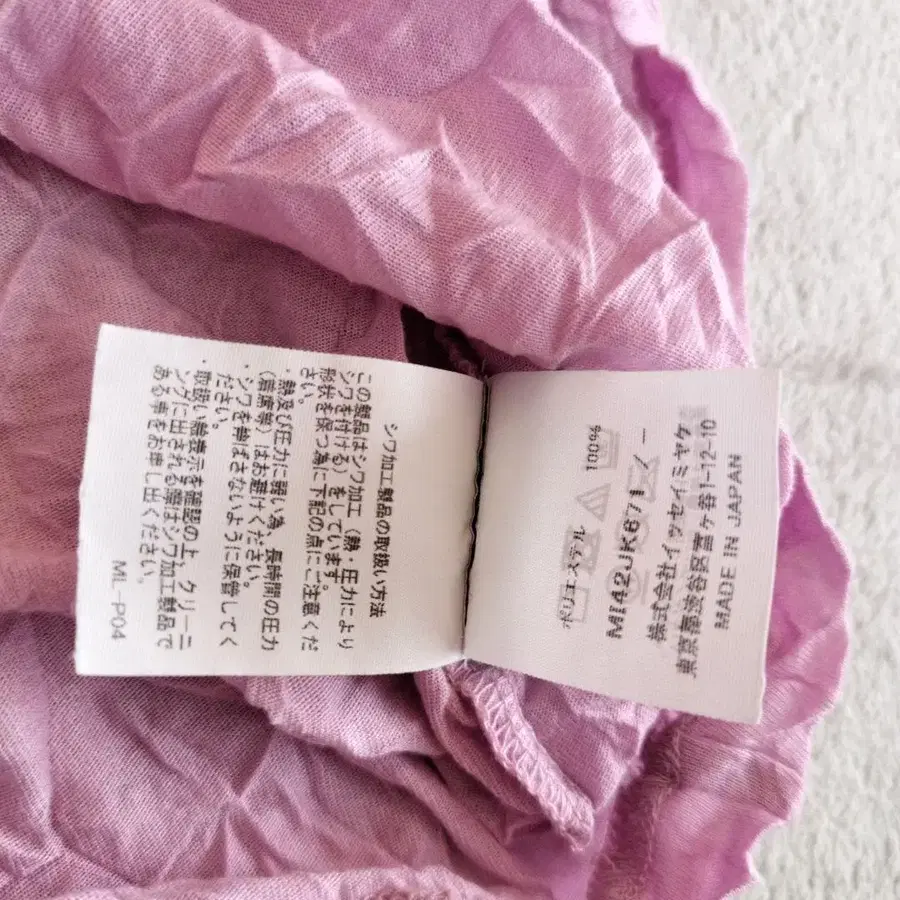 シワ加工製品の取扱い方法
この製品はシワ加工(熱・圧力により
シワを付ける)をしています。
形状を保つ為に下記の点にご注意くだ
さい。
・熱及び圧力に弱い為、長時間の圧力
(着席等)はお避けください。
・シワを伸ばさないように保管してく
ださい。
・取扱い絵表示を確認の上、クリーニ
ングに出される際はシワ加工製品で
ある事をお申し出ください。
ML-P04
ポリエステル 100%
MI42JK671 / -
株式会社イッセイミヤケ
東京都渋谷区富ヶ谷1-12-10
MADE IN JAPAN